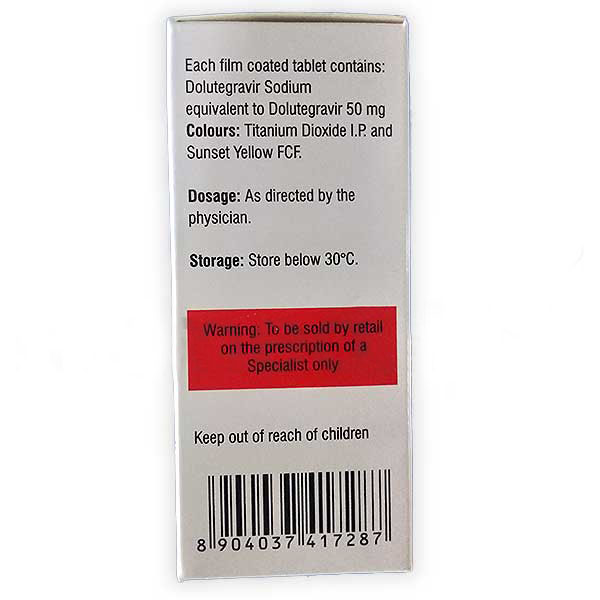 Each film coated tablet contains:
Dolutegravir Sodium
equivalent to Dolutegravir 50 mg
Colours: Titanium Dioxide I.P. and
Sunset Yellow FCF.
Dosage: As directed by the
physician.
Storage: Store below 30°C.
Warning: To be sold by retail
on the prescription of a
Specialist only
Keep out of reach of children
8 904037 417287